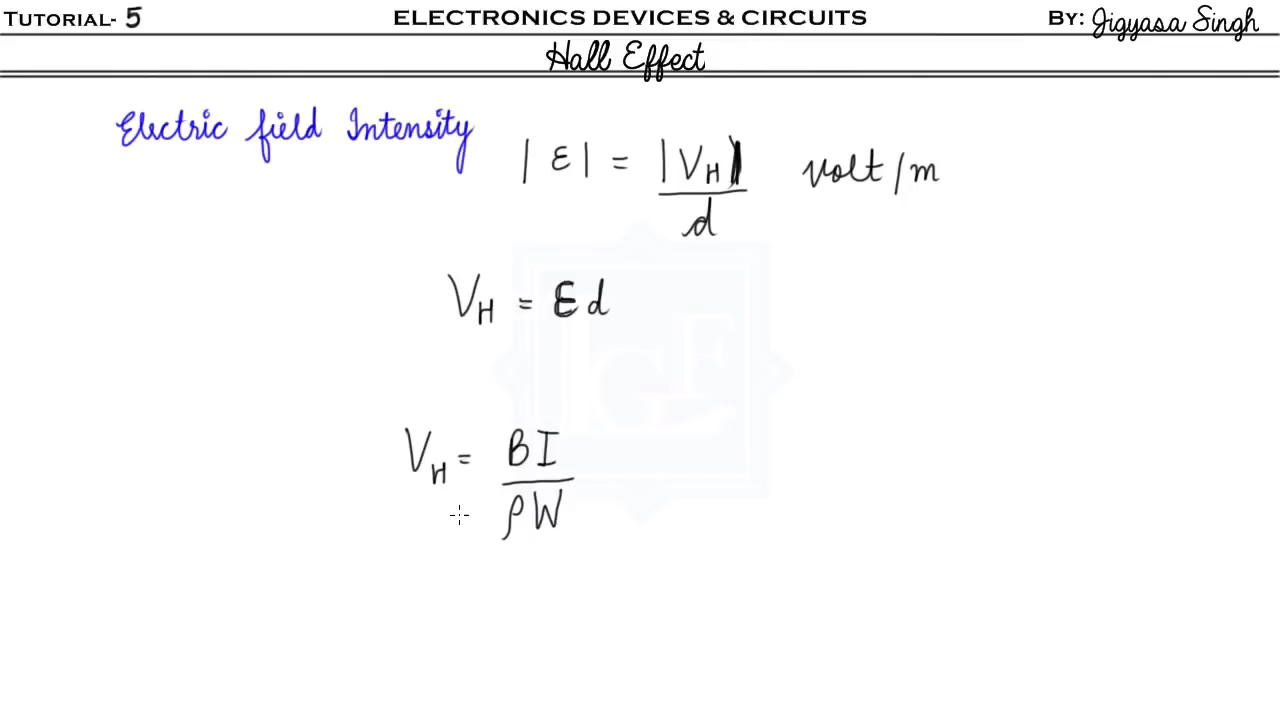 TUTORIAL- 5 ELECTRONICS DEVICES & CIRCUITS BY: Jigyasa Singh
Hall Effect
Electric field Intensity
|ε| = |V_H| / d volt/m
V_H = εd
V_H = BI / ρW
IGF